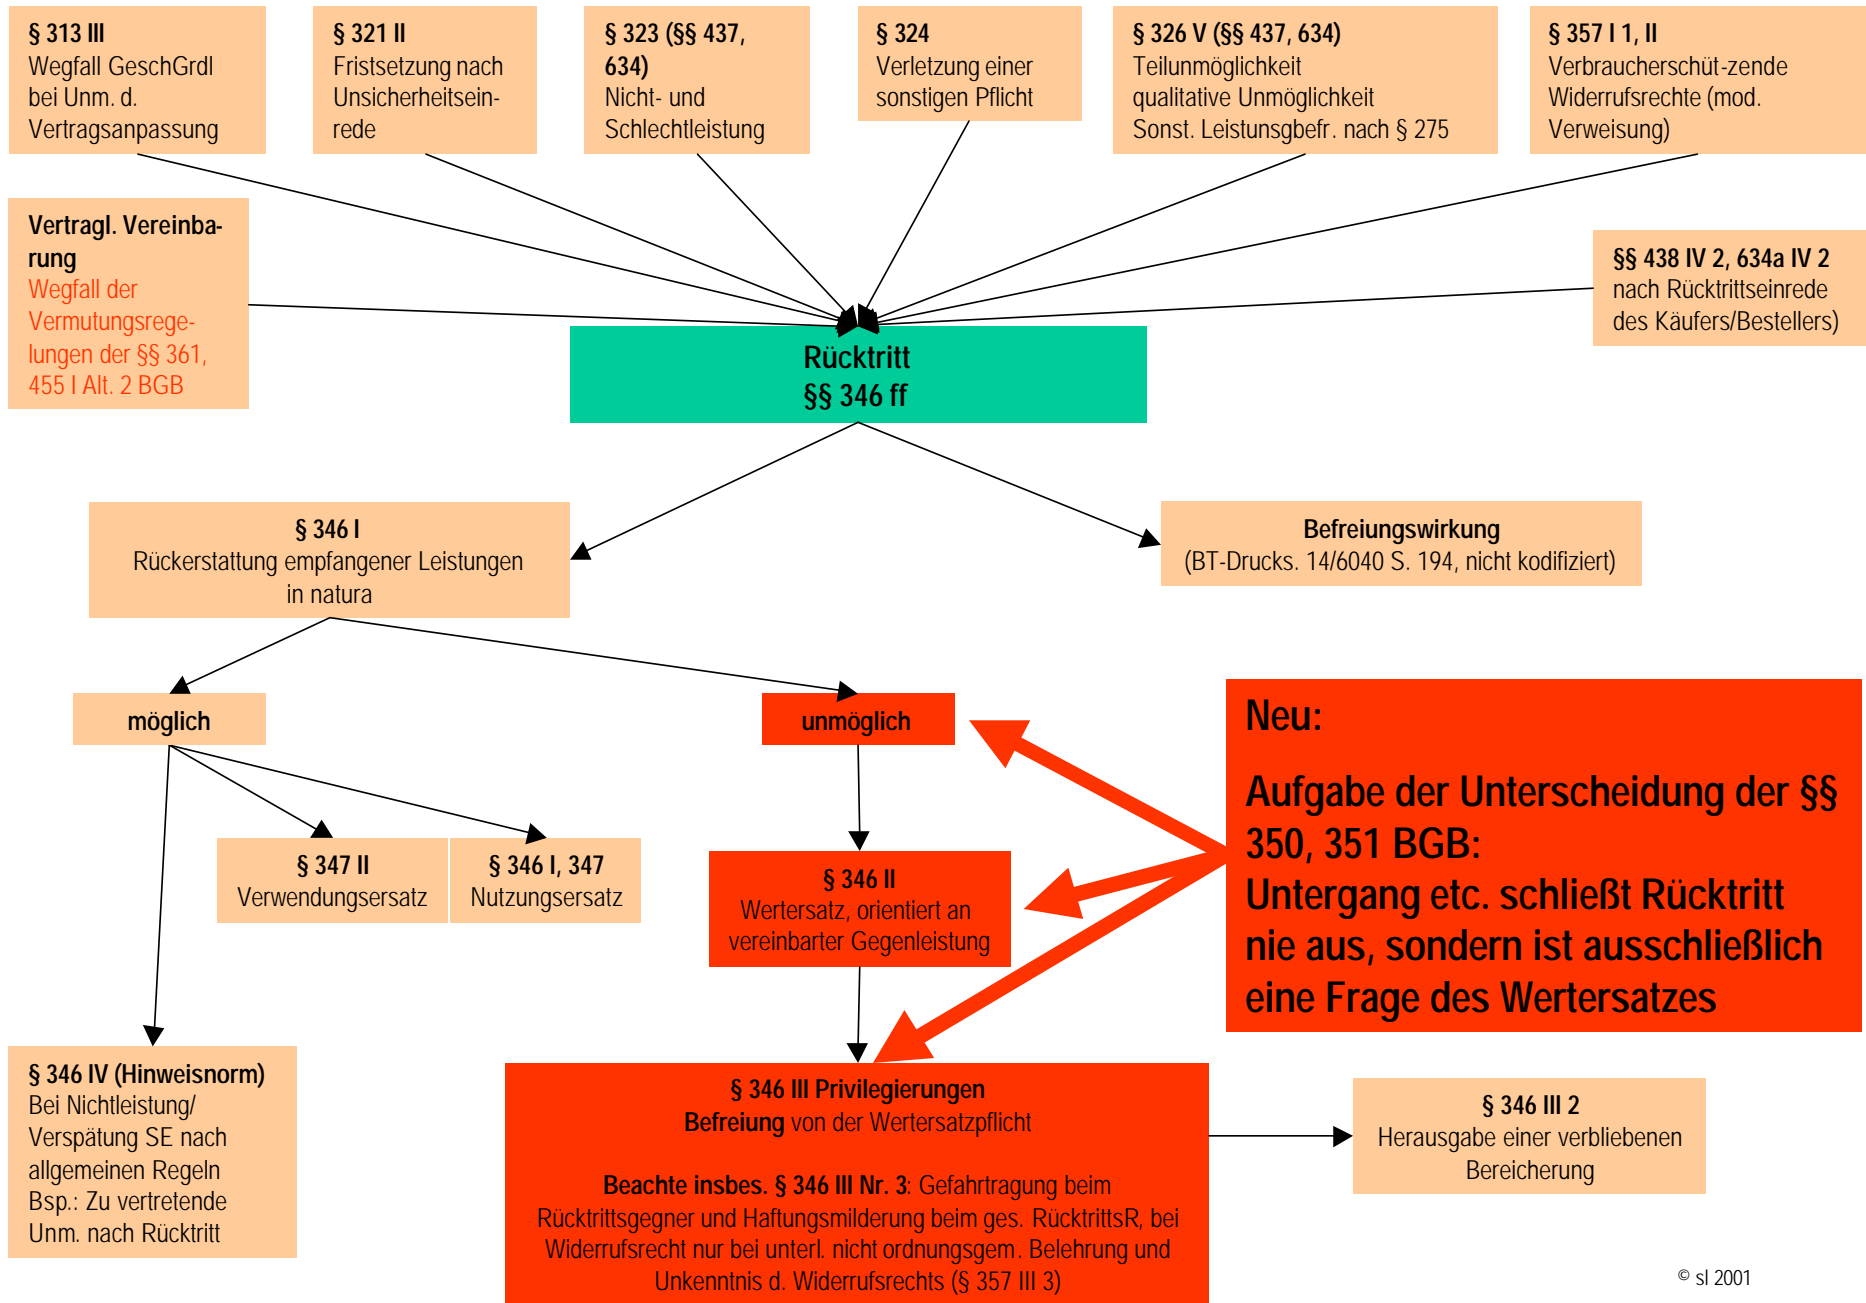 § 313 III
Wegfall GeschGrdl
bei Unm. d.
Vertragsanpassung
§ 321 II
Fristsetzung nach
Unsicherheitsein-
rede
§ 323 (§§ 437,
634)
Nicht- und
Schlechtleistung
§ 324
Verletzung einer
sonstigen Pflicht
§ 326 V (§§ 437, 634)
Teilunmöglichkeit
qualitative Unmöglichkeit
Sonst. Leistunsgbefr. nach § 275
§ 357 I 1, II
Verbraucherschüt-zende
Widerrufsrechte (mod.
Verweisung)
Vertragl. Vereinba-
rung
Wegfall der
Vermutungsrege-
lungen der §§ 361,
455 I Alt. 2 BGB
§§ 438 IV 2, 634a IV 2
nach Rücktrittseinrede
des Käufers/Bestellers)
Rücktritt
§§ 346 ff
§ 346 I
Rückerstattung empfangener Leistungen
in natura
Befreiungswirkung
(BT-Drucks. 14/6040 S. 194, nicht kodifiziert)
möglich
unmöglich
Neu:
Aufgabe der Unterscheidung der §§
350, 351 BGB:
Untergang etc. schließt Rücktritt
nie aus, sondern ist ausschließlich
eine Frage des Wertersatzes
§ 347 II
Verwendungsersatz
§ 346 I, 347
Nutzungsersatz
§ 346 II
Wertersatz, orientiert an
vereinbarter Gegenleistung
§ 346 IV (Hinweisnorm)
Bei Nichtleistung/
Verspätung SE nach
allgemeinen Regeln
Bsp.: Zu vertretende
Unm. nach Rücktritt
§ 346 III Privilegierungen
Befreiung von der Wertersatzpflicht
Beachte insbes. § 346 III Nr. 3: Gefahrtragung beim
Rücktrittsgegner und Haftungsmilderung beim ges. RücktrittsR, bei
Widerrufsrecht nur bei unterl. nicht ordnungsgem. Belehrung und
Unkenntnis d. Widerrufsrechts (§ 357 III 3)
§ 346 III 2
Herausgabe einer verbliebenen
Bereicherung
© sl 2001